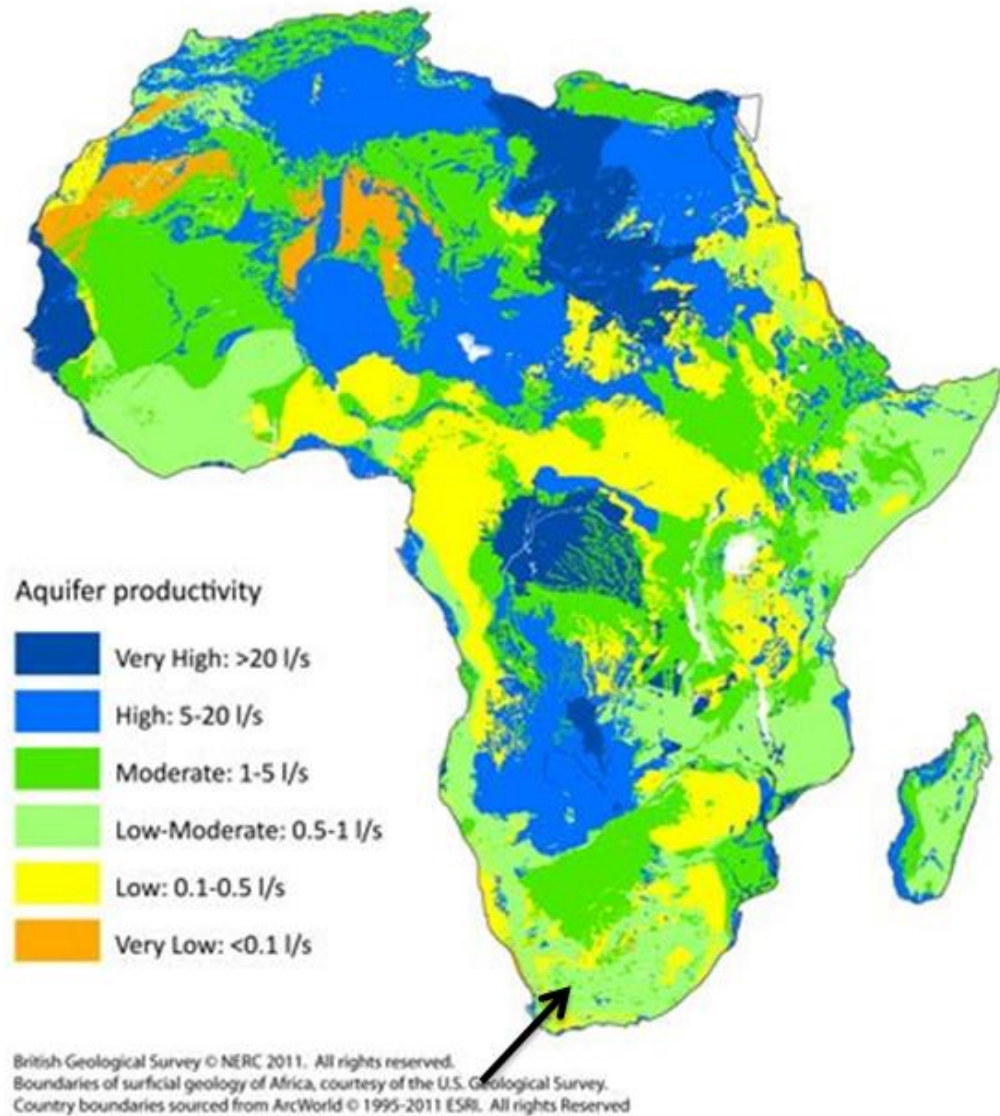 Aquifer productivity
Very High: >20 l/s
High: 5-20 l/s
Moderate: 1-5 l/s
Low-Moderate: 0.5-1 l/s
Low: 0.1-0.5 l/s
Very Low: <0.1 l/s
British Geological Survey © NERC 2011. All rights reserved.
Boundaries of surficial geology of Africa, courtesy of the U.S. Geological Survey.
Country boundaries sourced from ArcWorld © 1995-2011 ESRI. All rights Reserved